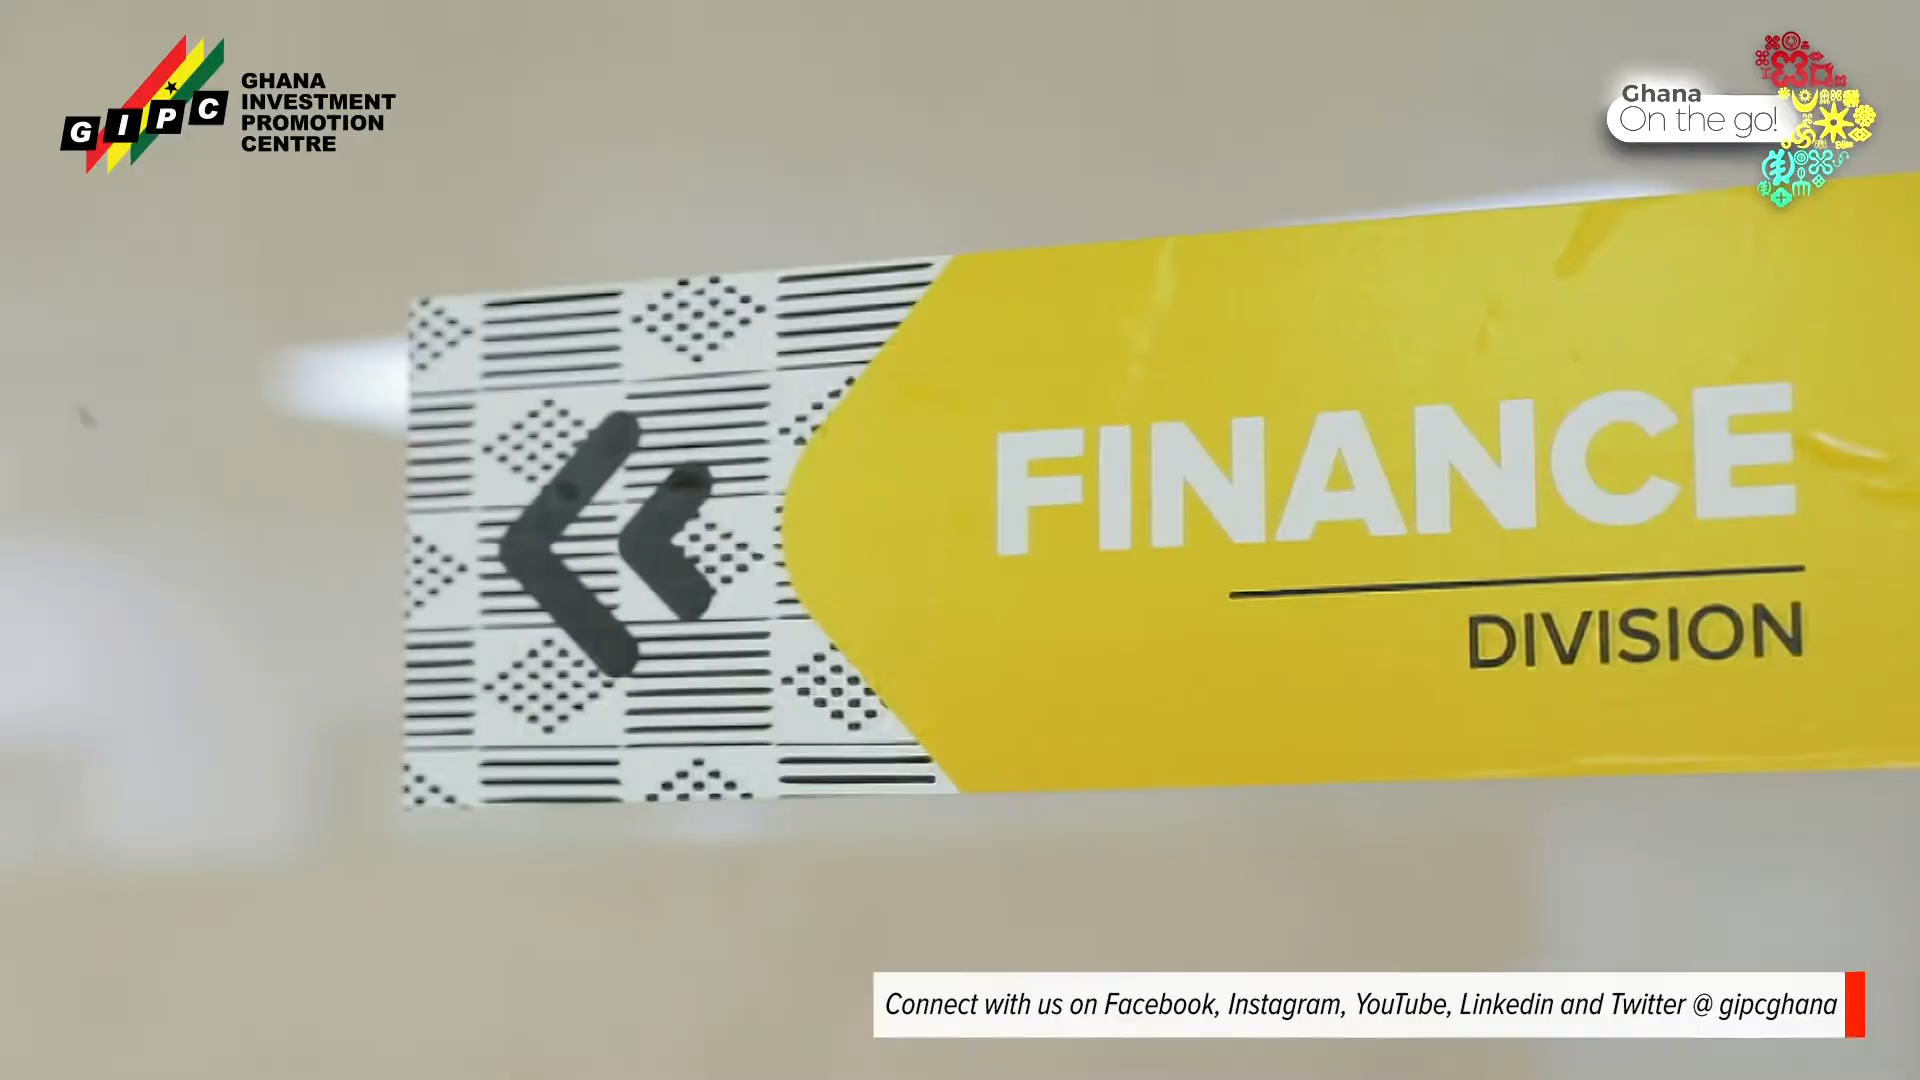 GIPC
GHANA
INVESTMENT
PROMOTION
CENTRE
Ghana
On the go!
FINANCE
DIVISION
Connect with us on Facebook, Instagram, YouTube, Linkedin and Twitter @ gipcghana